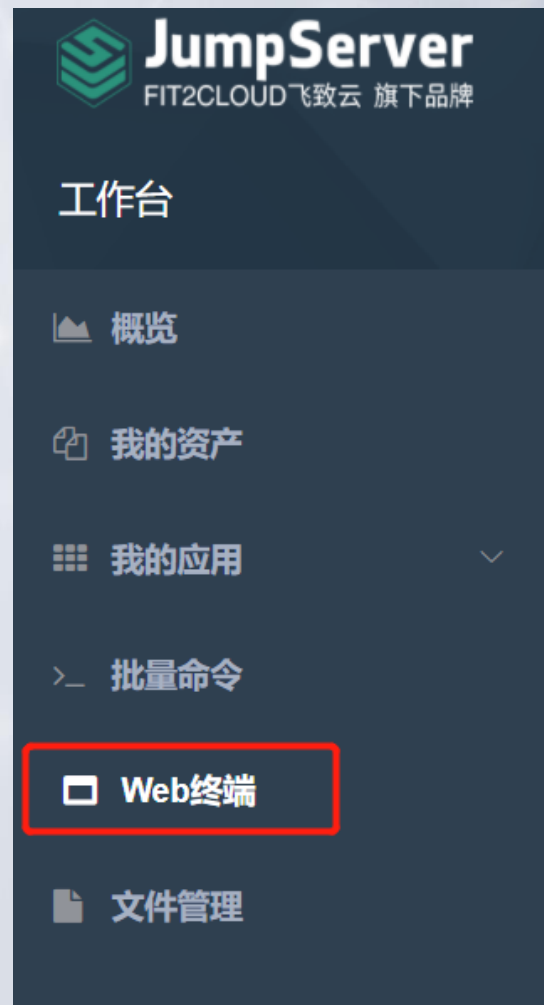 JumpServer
FIT2CLOUD飞致云 旗下品牌
工作台
概览
我的资产
我的应用
批量命令
Web终端
文件管理